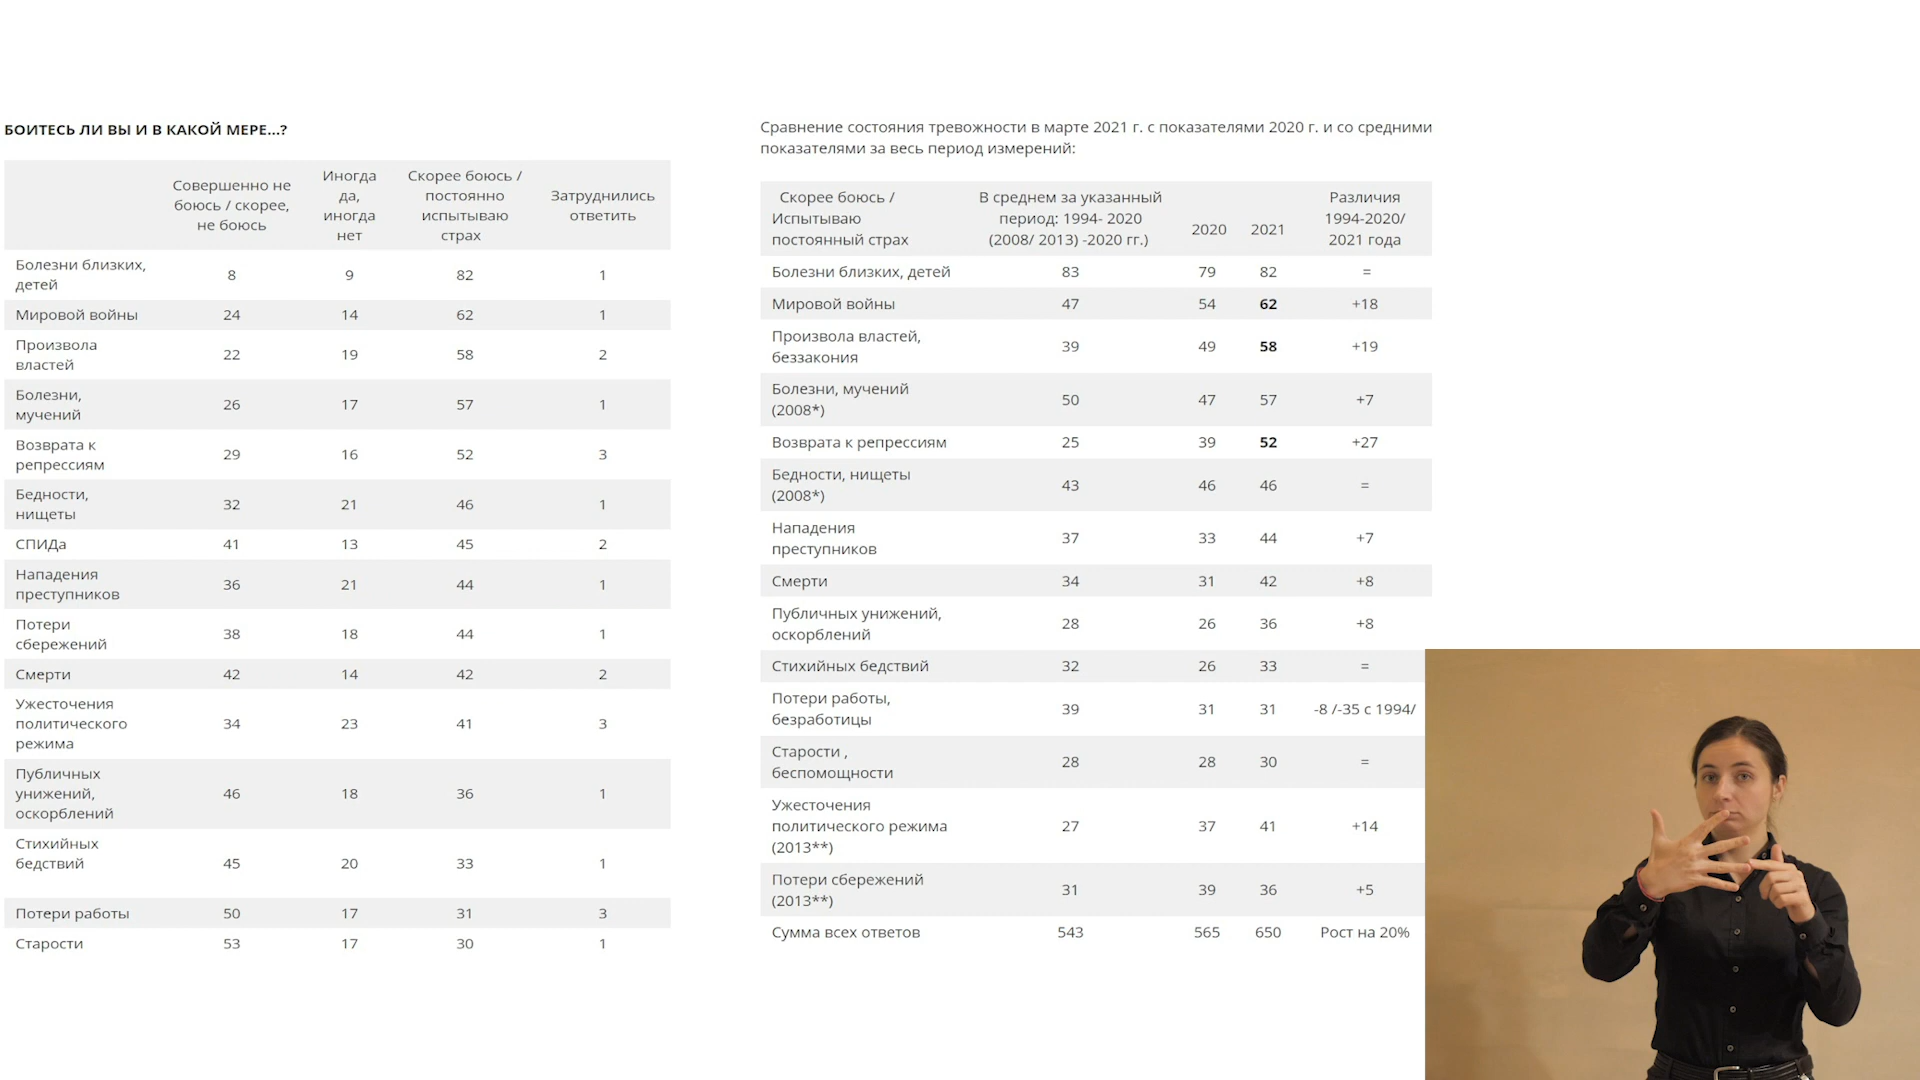 БОИТЕСЬ ЛИ ВЫ И В КАКОЙ МЕРЕ...?
Совершенно не боюсь / скорее, не боюсь | Иногда да, иногда нет | Скорее боюсь / постоянно испытываю страх | Затруднились ответить
Болезни близких, детей 8 9 82 1
Мировой войны 24 14 62 1
Произвола властей 22 19 58 2
Болезни, мучений 26 17 57 1
Возврата к репрессиям 29 16 52 3
Бедности, нищеты 32 21 46 1
СПИДа 41 13 45 2
Нападения преступников 36 21 44 1
Потери сбережений 38 18 44 1
Смерти 42 14 42 2
Ужесточения политического режима 34 23 41 3
Публичных унижений, оскорблений 46 18 36 1
Стихийных бедствий 45 20 33 1
Потери работы 50 17 31 3
Старости 53 17 30 1
Сравнение состояния тревожности в марте 2021 г. с показателями 2020 г. и со средними
показателями за весь период измерений:
Скорее боюсь / Испытываю постоянный страх | В среднем за указанный период: 1994- 2020 (2008/ 2013) -2020 гг.) | 2020 | 2021 | Различия 1994-2020/ 2021 года
Болезни близких, детей 83 79 82 =
Мировой войны 47 54 62 +18
Произвола властей, беззакония 39 49 58 +19
Болезни, мучений (2008*) 50 47 57 +7
Возврата к репрессиям 25 39 52 +27
Бедности, нищеты (2008*) 43 46 46 =
Нападения преступников 37 33 44 +7
Смерти 34 31 42 +8
Публичных унижений, оскорблений 28 26 36 +8
Стихийных бедствий 32 26 33 =
Потери работы, безработицы 39 31 31 -8 /-35 с 1994/
Старости , беспомощности 28 28 30 =
Ужесточения политического режима (2013**) 27 37 41 +14
Потери сбережений (2013**) 31 39 36 +5
Сумма всех ответов 543 565 650 Рост на 20%